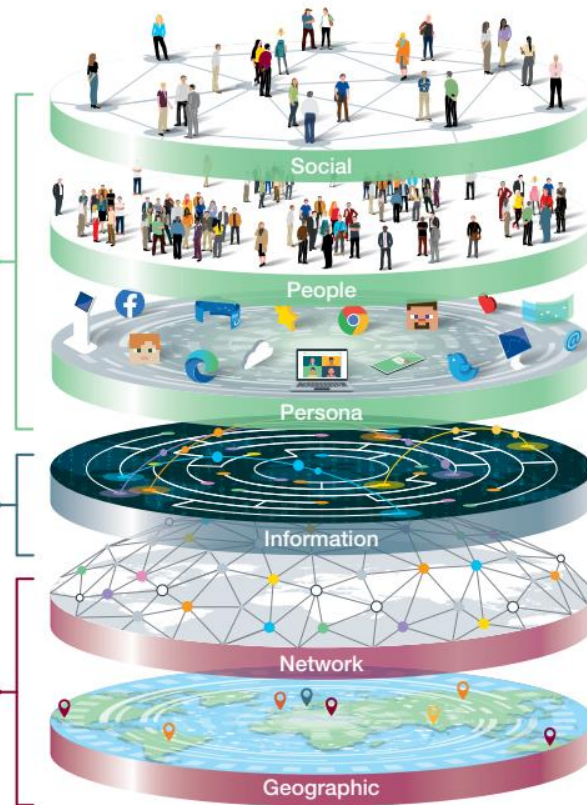 Social
People
Persona
Information
Network
Geographic